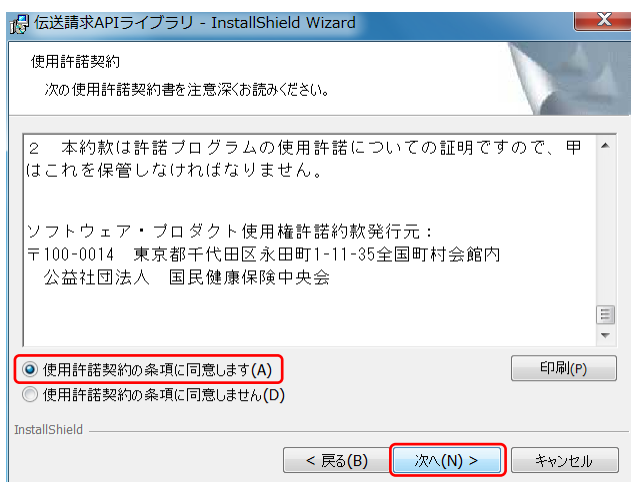 伝送請求APIライブラリ - InstallShield Wizard
使用許諾契約
次の使用許諾契約書を注意深くお読みください。
２　本約款は許諾プログラムの使用許諾についての証明ですので、甲
はこれを保管しなければなりません。
ソフトウェア・プロダクト使用権許諾約款発行元：
〒100-0014　東京都千代田区永田町1-11-35全国町村会館内
公益社団法人　国民健康保険中央会
使用許諾契約の条項に同意します(A)
印刷(P)
使用許諾契約の条項に同意しません(D)
InstallShield
< 戻る(B)
次へ(N) >
キャンセル